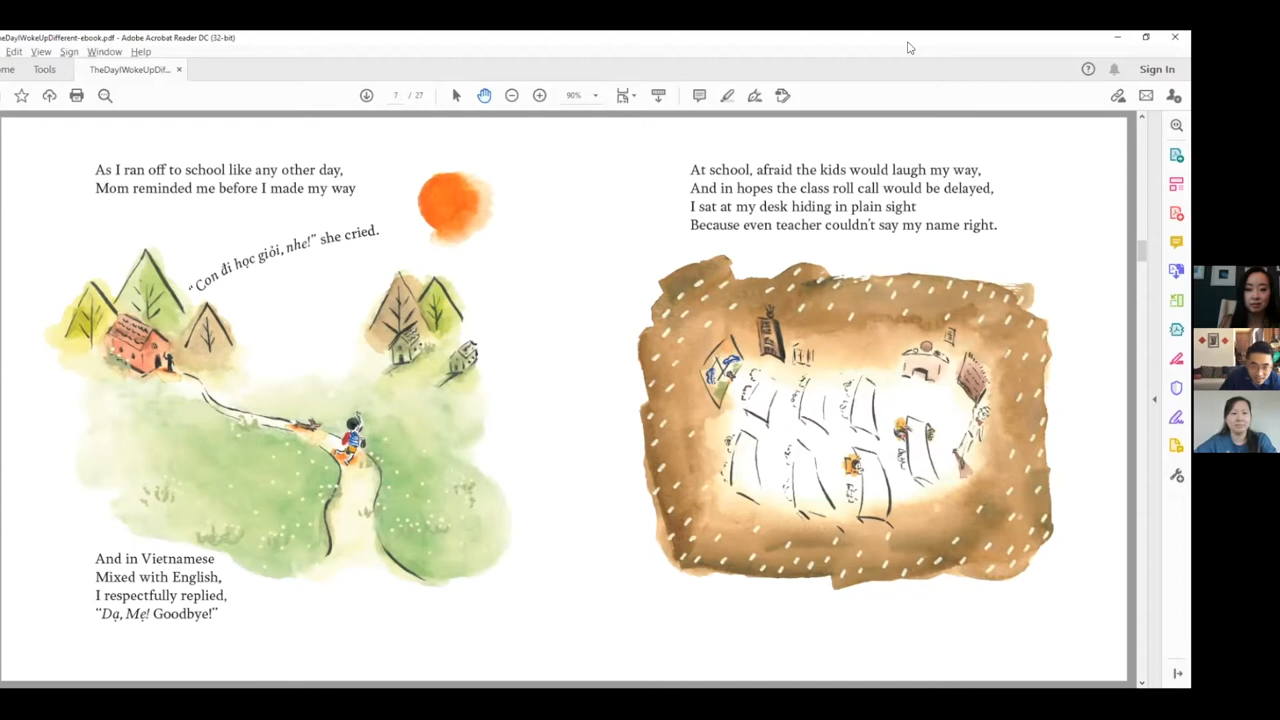 heDayIWokeUpDifferent-ebook.pdf - Adobe Acrobat Reader DC (32-bit)
Edit View Sign Window Help
me Tools TheDayIWokeUpDif... Sign In
7 / 27 90%
As I ran off to school like any other day,
Mom reminded me before I made my way
“Con đi học giỏi, nhe!” she cried.
And in Vietnamese
Mixed with English,
I respectfully replied,
“Dạ, Mẹ! Goodbye!”
At school, afraid the kids would laugh my way,
And in hopes the class roll call would be delayed,
I sat at my desk hiding in plain sight
Because even teacher couldn’t say my name right.